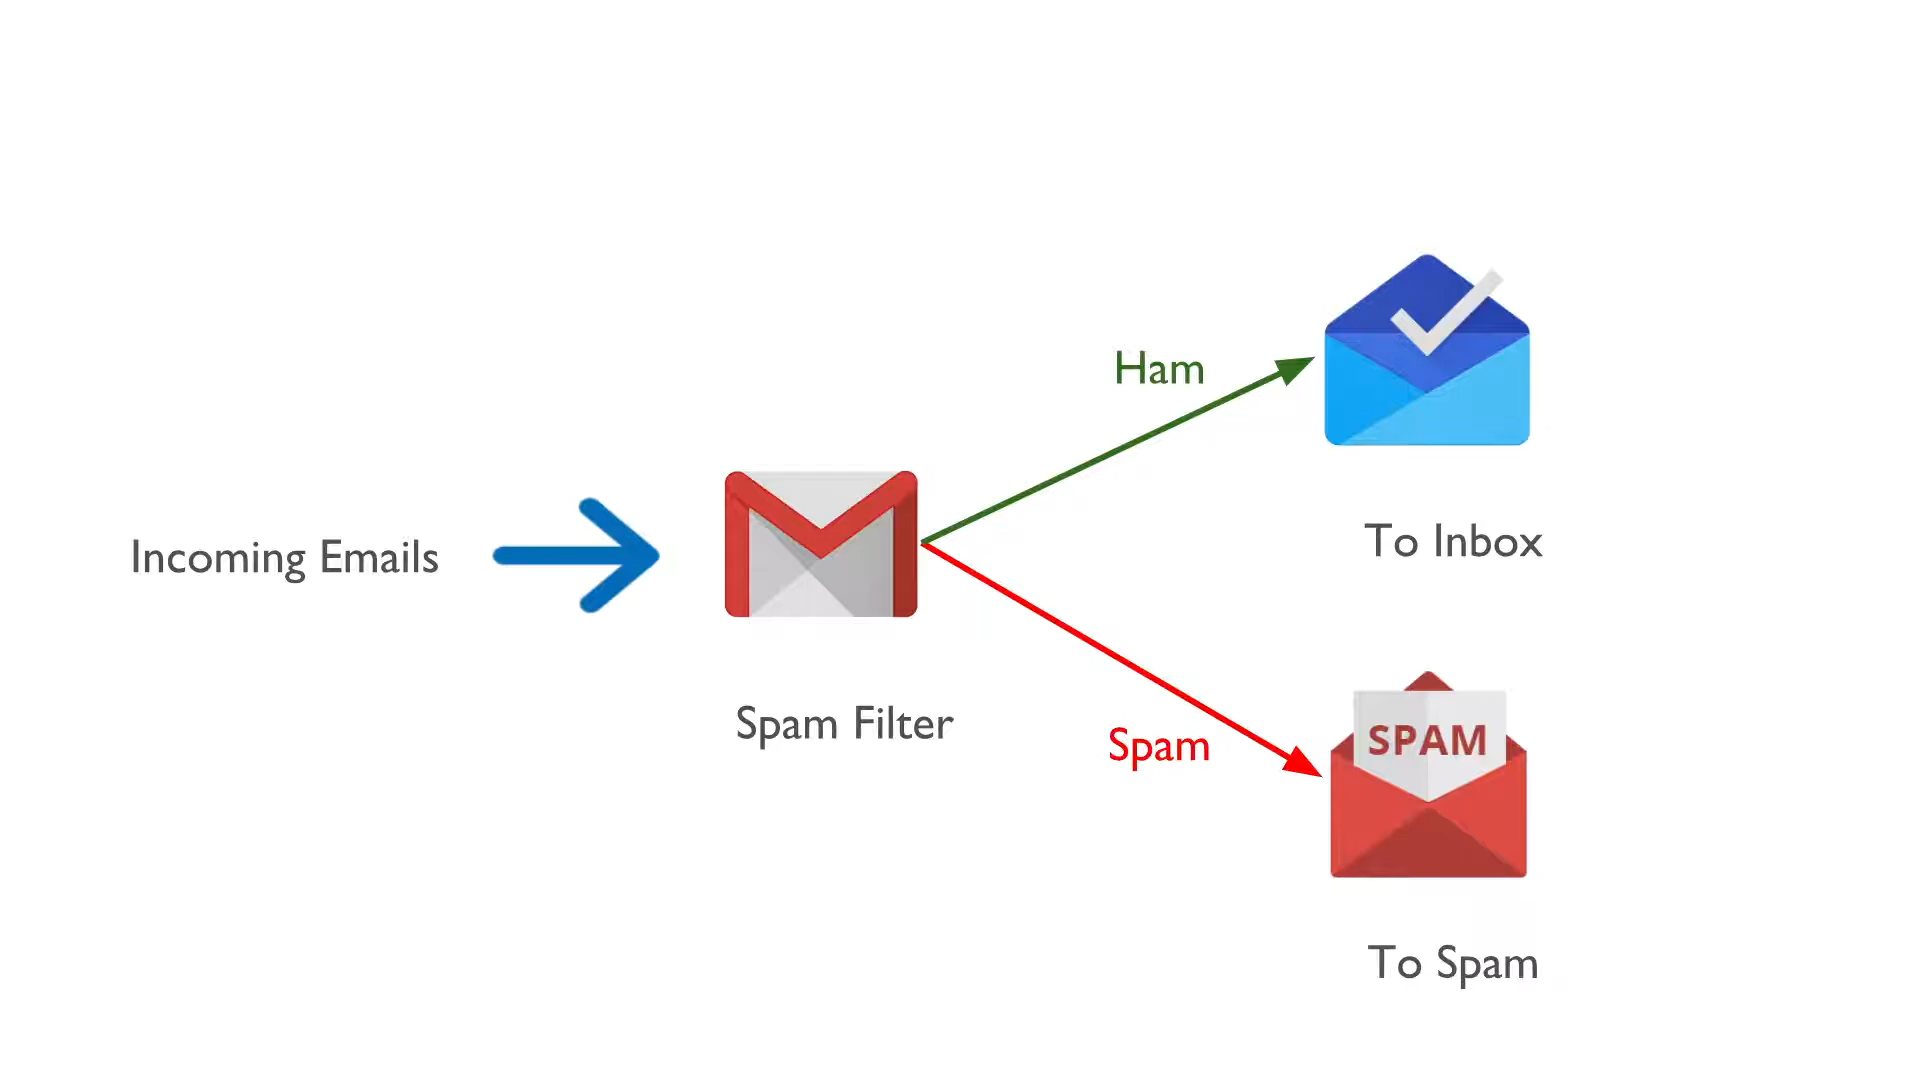 Incoming Emails
Spam Filter
Ham
To Inbox
Spam
SPAM
To Spam